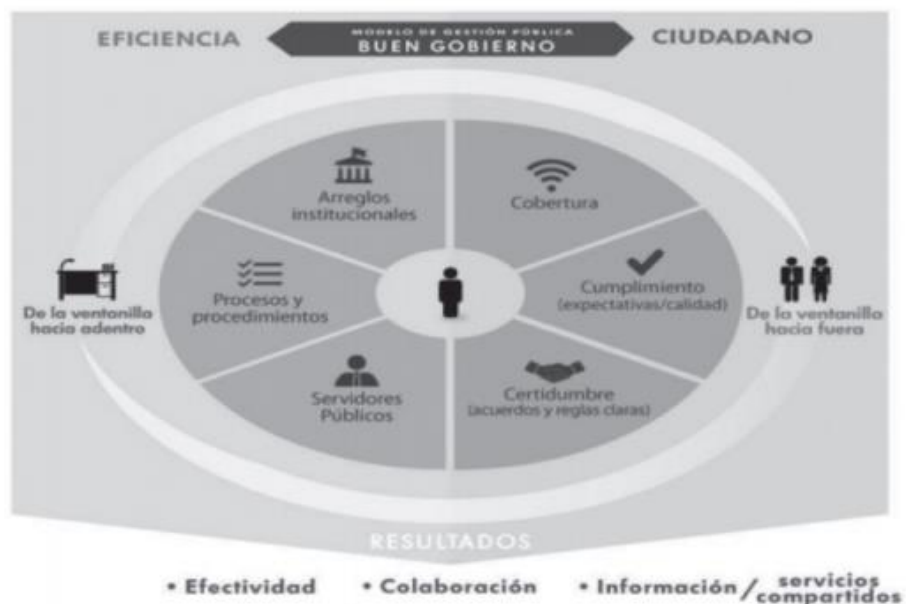 EFICIENCIA
MODELO DE GESTIÓN PÚBLICA
BUEN GOBIERNO
CIUDADANO
Arreglos
institucionales
Cobertura
De la ventanilla
hacia adentro
Procesos y
procedimientos
Cumplimiento
(expectativas/calidad)
De la ventanilla
hacia fuera
Servidores
Públicos
Certidumbre
(acuerdos y reglas claras)
RESULTADOS
• Efectividad
• Colaboración
• Información / servicios
compartidos